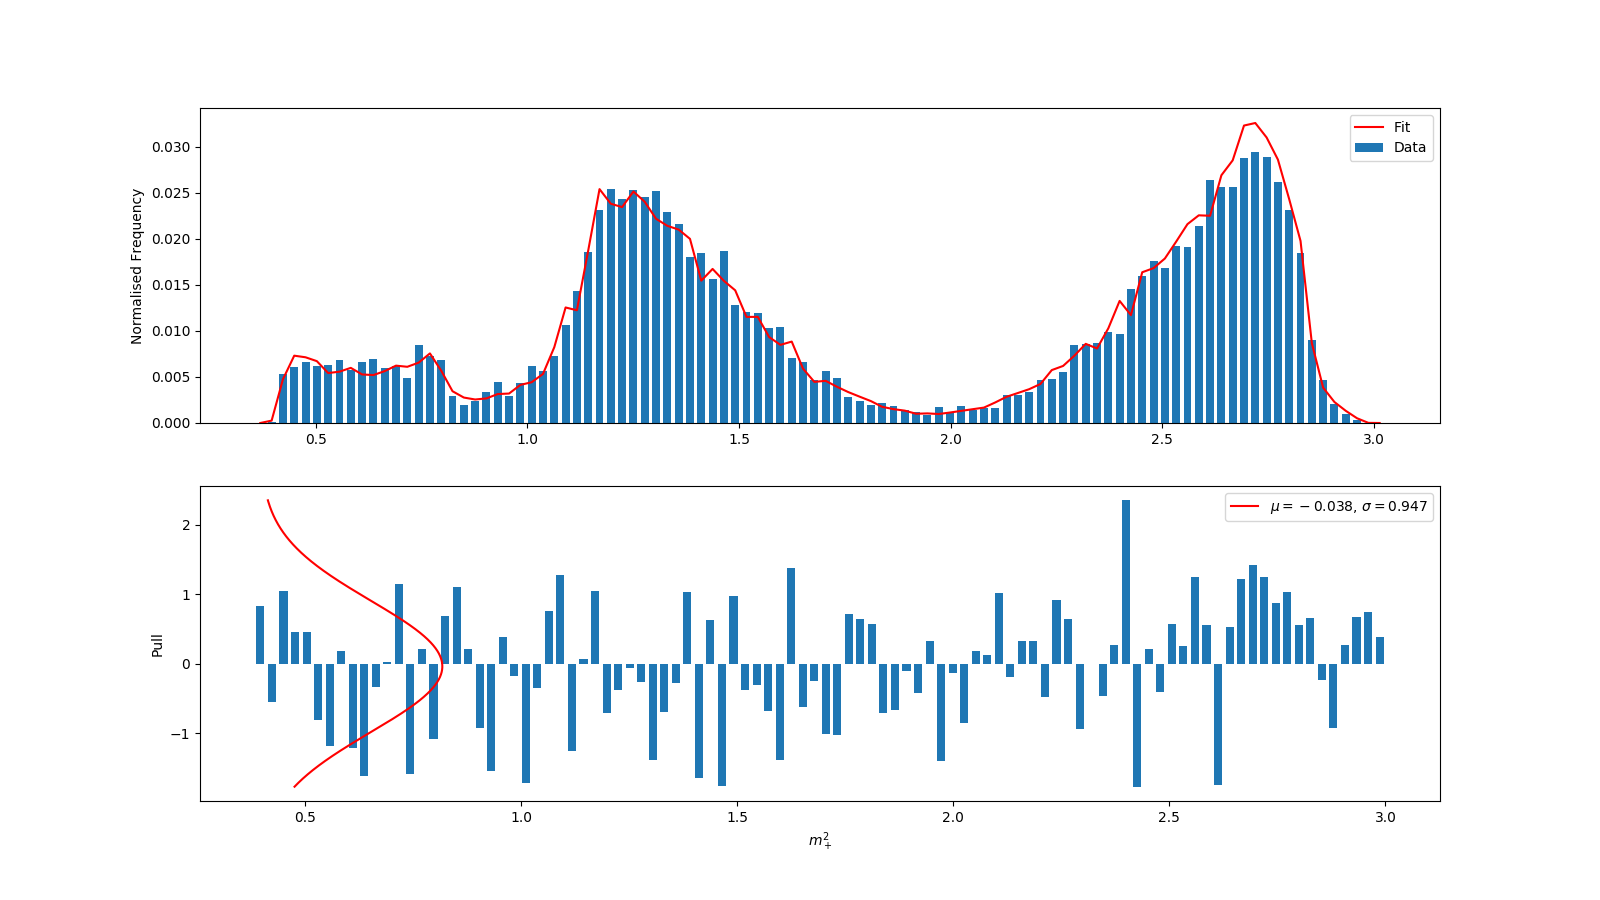 Normalised Frequency
0.030
0.025
0.020
0.015
0.010
0.005
0.000
Fit
Data
0.5 1.0 1.5 2.0 2.5 3.0
Pull
2
1
0
−1
μ = −0.038, σ = 0.947
0.5 1.0 1.5 2.0 2.5 3.0
m²₊